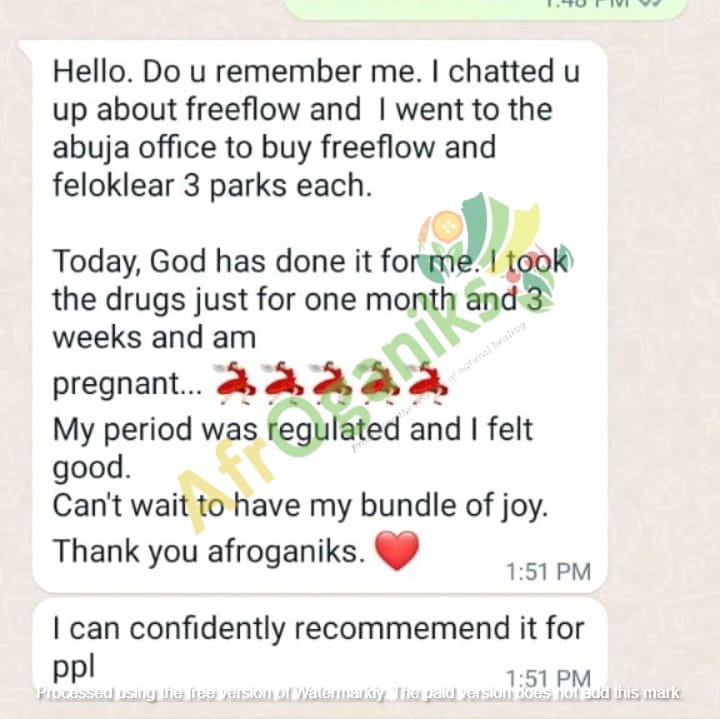 1:48 PM
Hello. Do u remember me. I chatted u
up about freeflow and I went to the
abuja office to buy freeflow and
feloklear 3 parks each.
Today, God has done it for me. I took
the drugs just for one month and 3
weeks and am
pregnant...
My period was regulated and I felt
good.
Can't wait to have my bundle of joy.
Thank you afroganiks.
1:51 PM
I can confidently recommemend it for
ppl
1:51 PM
AfrOganiks
of natural healing
Processed using the free version of Watermarkly. The paid version does not add this mark.